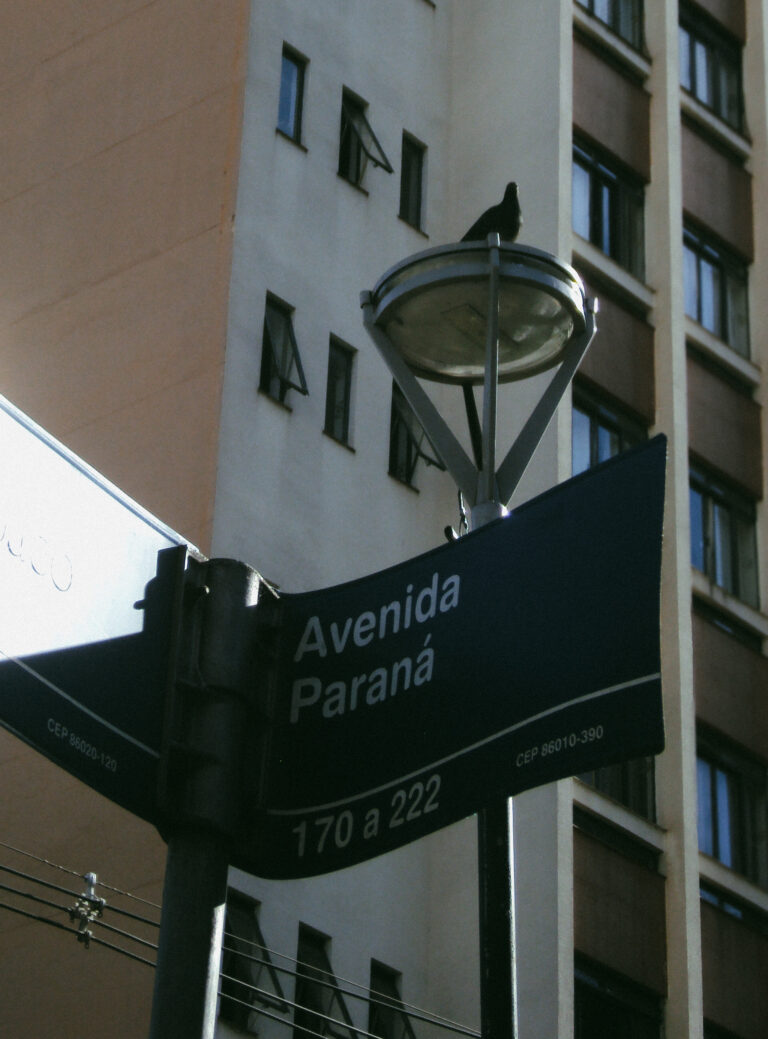 Avenida
Paraná
CEP 86010-390
170 a 222
CEP 86020-120